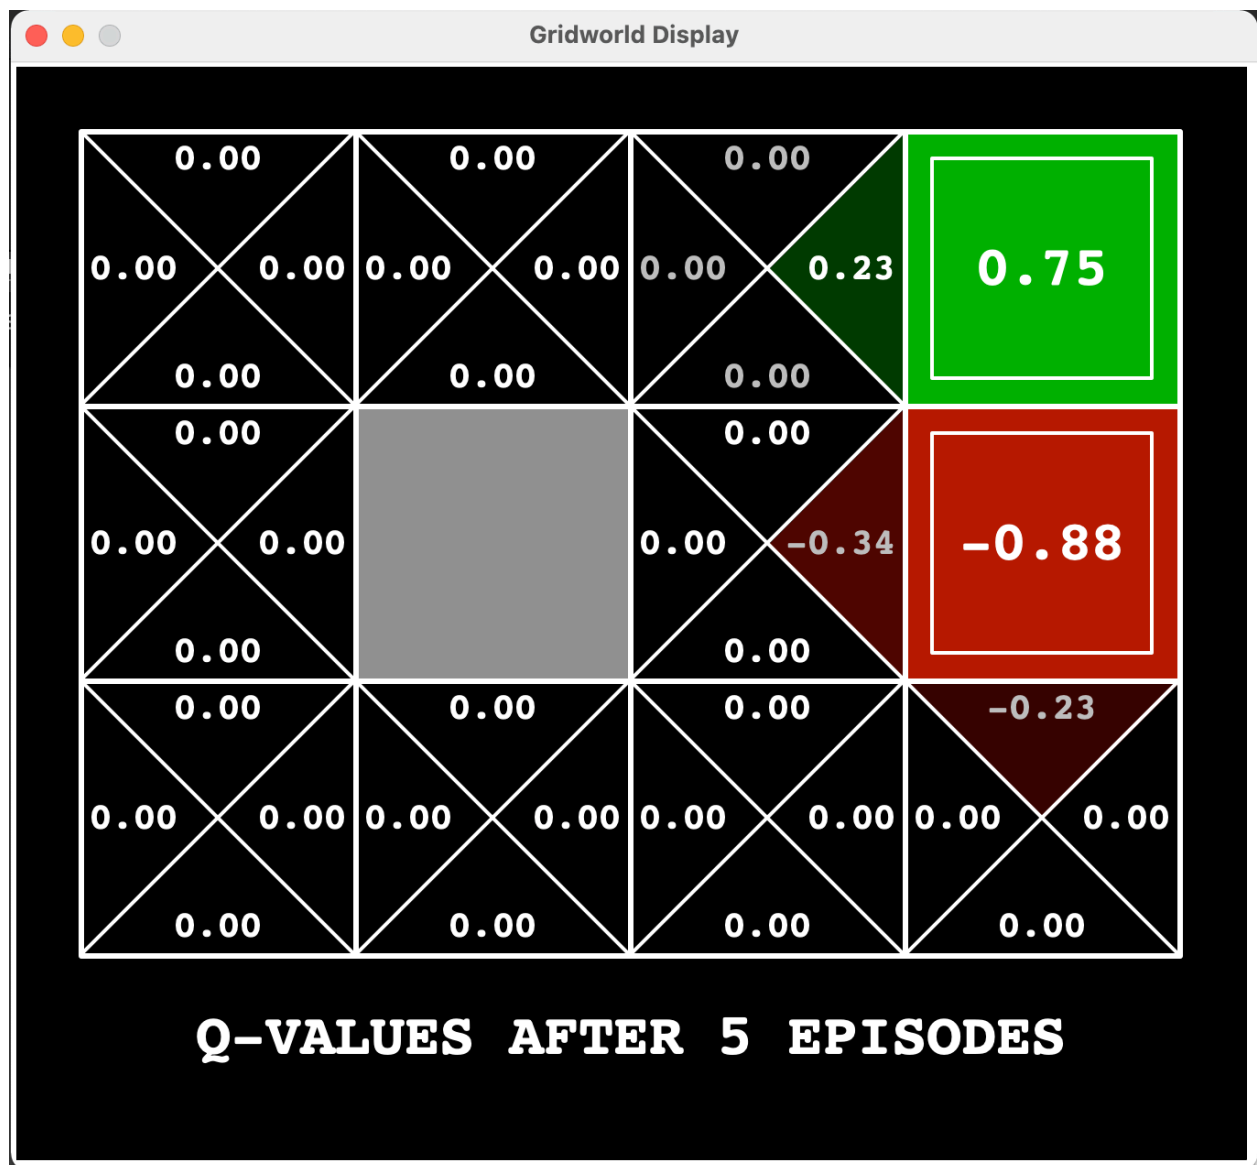 Gridworld Display
0.00 0.00 0.00
0.00 0.00 0.00 0.00 0.00 0.23 0.75
0.00 0.00 0.00
0.00 0.00
0.00 0.00 0.00 -0.34 -0.88
0.00 0.00
0.00 0.00 0.00 -0.23
0.00 0.00 0.00 0.00 0.00 0.00 0.00 0.00
0.00 0.00 0.00 0.00
Q-VALUES AFTER 5 EPISODES